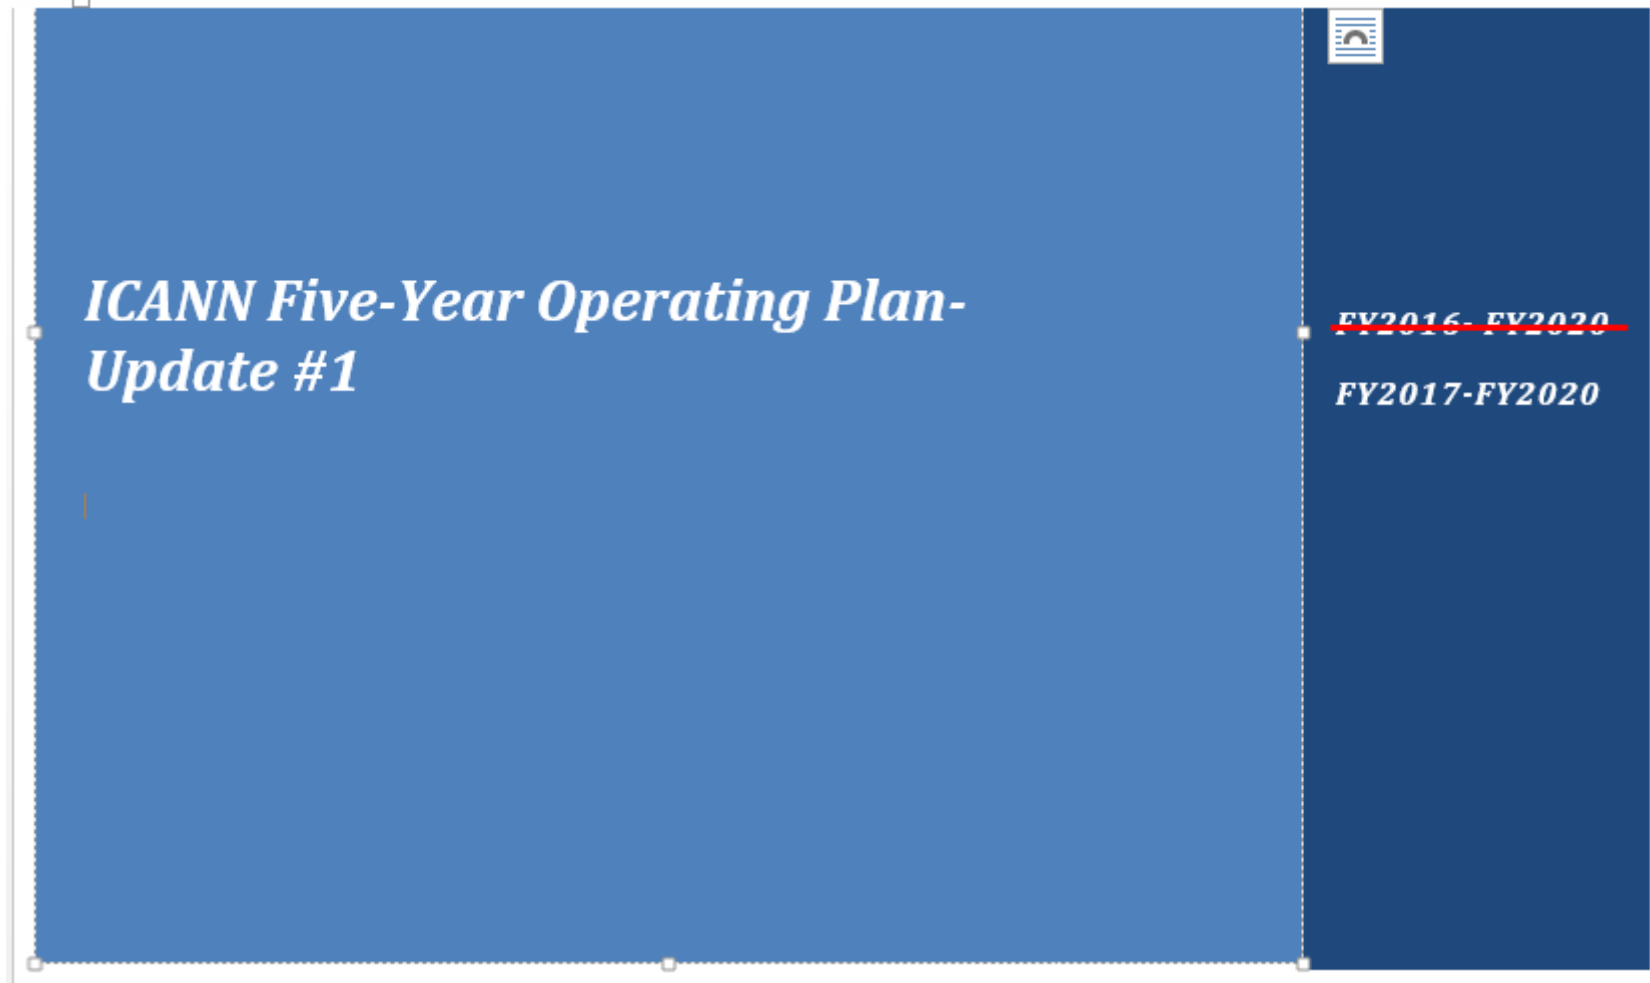 ICANN Five-Year Operating Plan-
Update #1
FY2016- FY2020
FY2017-FY2020